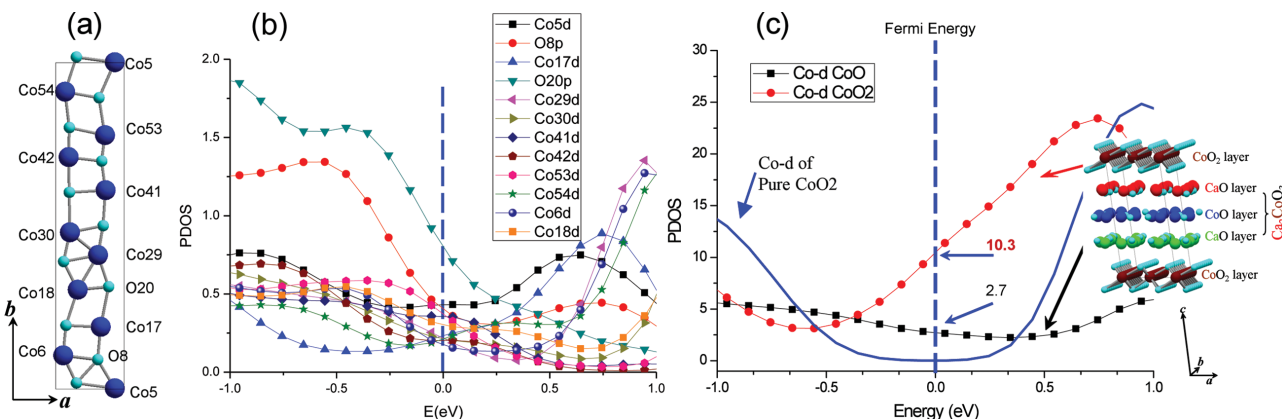 (a)
Co5
Co54
Co53
Co42
Co41
Co30
Co29
Co18
O20
Co17
Co6
O8
Co5
b
a
(b)
PDOS
2.0
1.5
1.0
0.5
0.0
-1.0
-0.5
0.0
0.5
1.0
E(eV)
Co5d
O8p
Co17d
O20p
Co29d
Co30d
Co41d
Co42d
Co53d
Co54d
Co6d
Co18d
(c)
Fermi Energy
PDOS
30
25
20
15
10
5
0
-1.0
-0.5
0.0
0.5
1.0
Energy (eV)
Co-d CoO
Co-d CoO2
Co-d of
Pure CoO2
10.3
2.7
CoO₂ layer
CaO layer
CoO layer
CaO layer
CoO₂ layer
Ca₂CoO₃
c
b
a